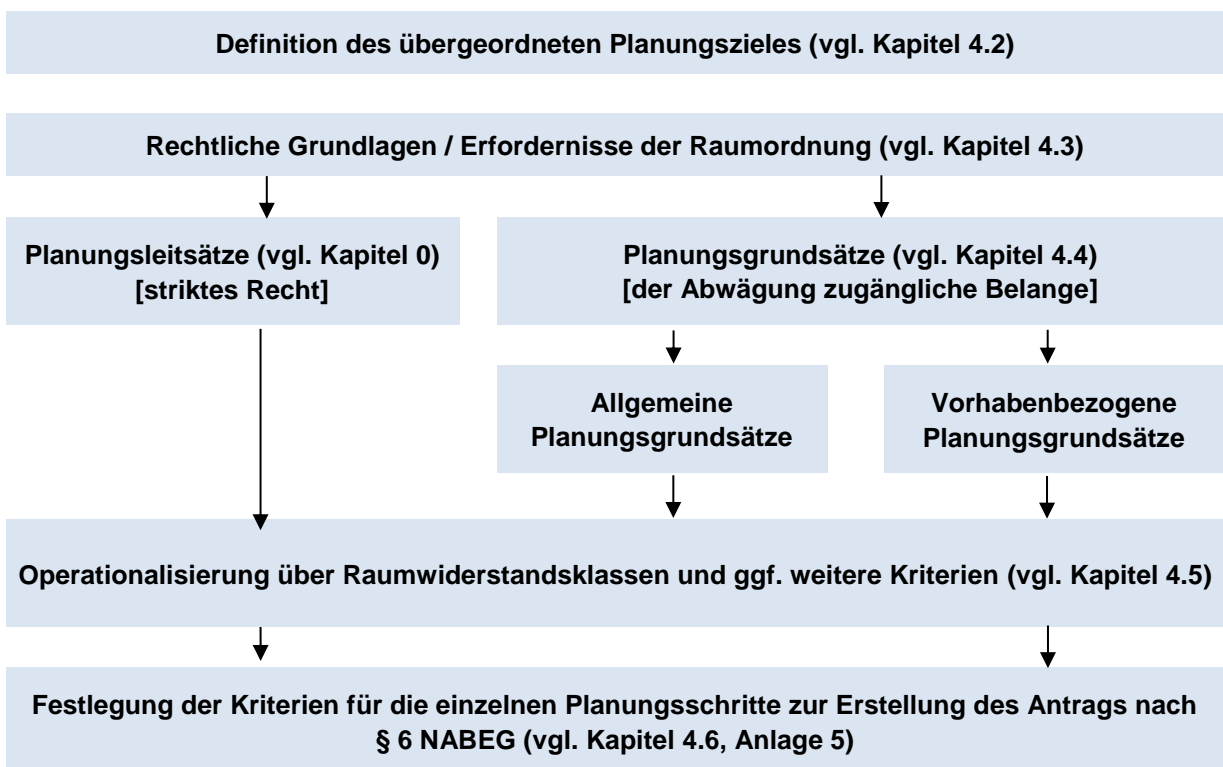 Definition des übergeordneten Planungszieles (vgl. Kapitel 4.2)
Rechtliche Grundlagen / Erfordernisse der Raumordnung (vgl. Kapitel 4.3)
Planungsleitsätze (vgl. Kapitel 0)
[striktes Recht]
Planungsgrundsätze (vgl. Kapitel 4.4)
[der Abwägung zugängliche Belange]
Allgemeine
Planungsgrundsätze
Vorhabenbezogene
Planungsgrundsätze
Operationalisierung über Raumwiderstandsklassen und ggf. weitere Kriterien (vgl. Kapitel 4.5)
Festlegung der Kriterien für die einzelnen Planungsschritte zur Erstellung des Antrags nach
§ 6 NABEG (vgl. Kapitel 4.6, Anlage 5)